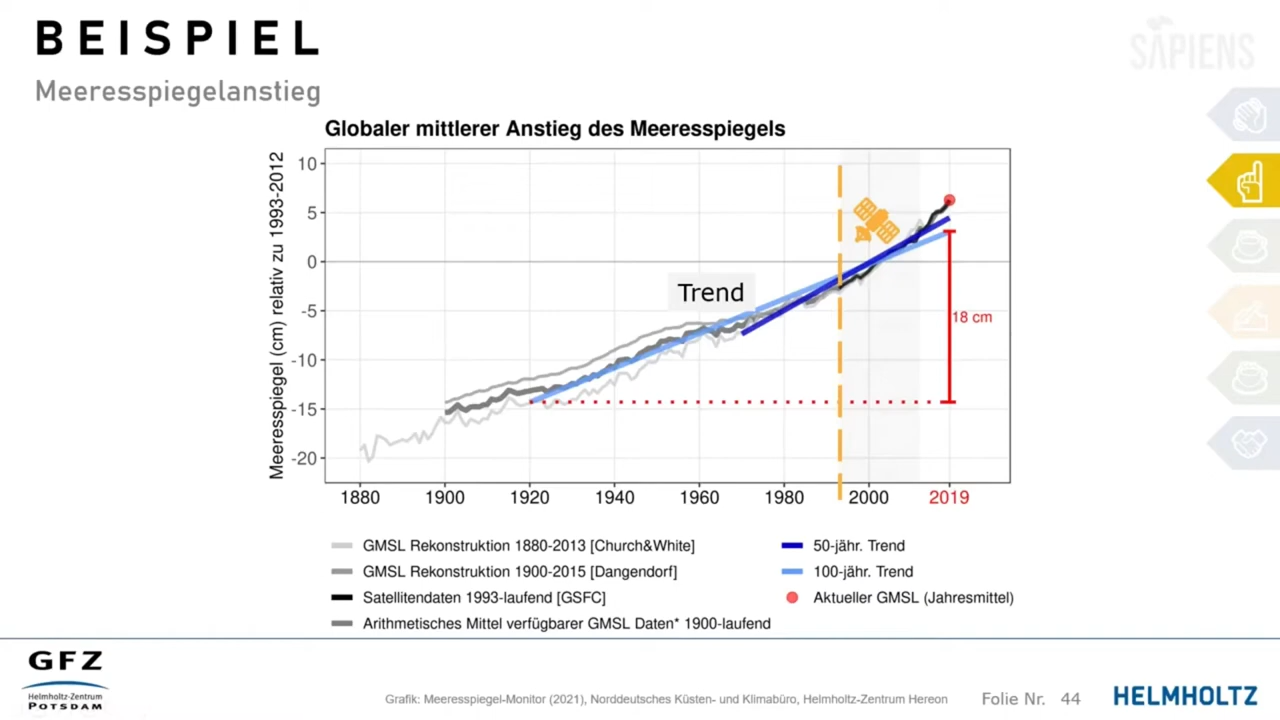 BEISPIEL
SAPIENS
Meeresspiegelanstieg
Globaler mittlerer Anstieg des Meeresspiegels
Meeresspiegel (cm) relativ zu 1993-2012
10
5
0
-5
-10
-15
-20
Trend
18 cm
1880 1900 1920 1940 1960 1980 2000 2019
GMSL Rekonstruktion 1880-2013 [Church&White]
GMSL Rekonstruktion 1900-2015 [Dangendorf]
Satellitendaten 1993-laufend [GSFC]
Arithmetisches Mittel verfügbarer GMSL Daten* 1900-laufend
50-jähr. Trend
100-jähr. Trend
Aktueller GMSL (Jahresmittel)
GFZ
Helmholtz-Zentrum
POTSDAM
Grafik: Meeresspiegel-Monitor (2021), Norddeutsches Küsten- und Klimabüro, Helmholtz-Zentrum Hereon
Folie Nr. 44
HELMHOLTZ